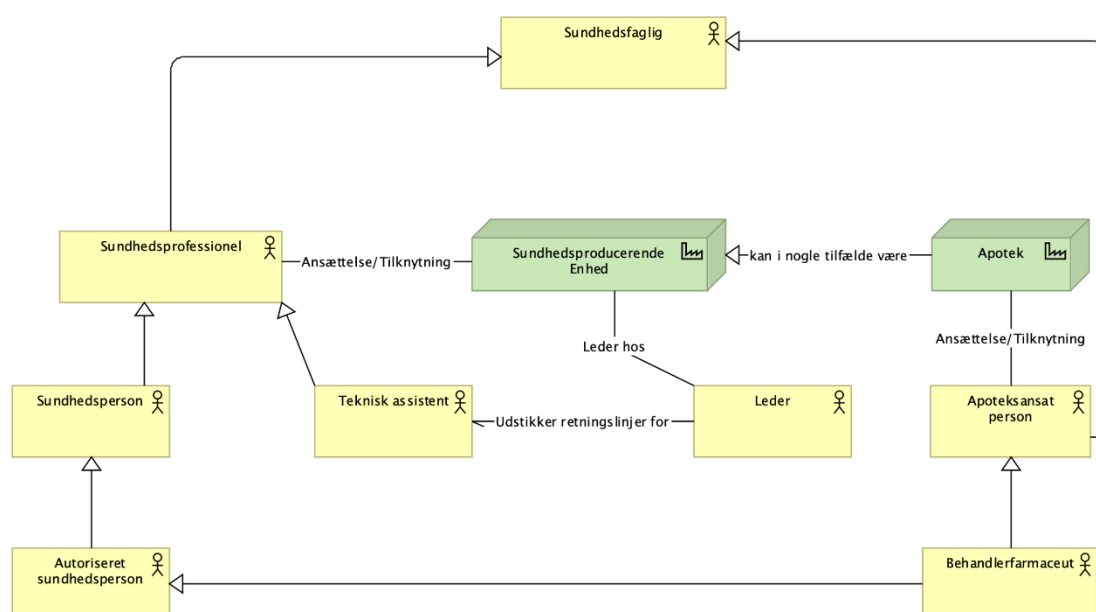 Sundhedsfaglig
Sundhedsprofessionel
Ansættelse/Tilknytning
Sundhedsproducerende
Enhed
kan i nogle tilfælde være
Apotek
Leder hos
Ansættelse/Tilknytning
Sundhedsperson
Teknisk assistent
Udstikker retningslinjer for
Leder
Apoteksansat
person
Autoriseret
sundhedsperson
Behandlerfarmaceut